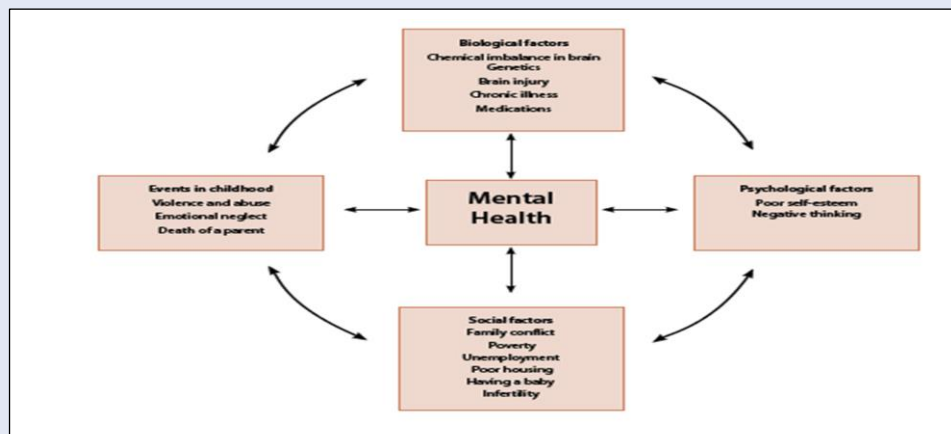 Biological factors
Chemical imbalance in brain
Genetics
Brain injury
Chronic illness
Medications
Events in childhood
Violence and abuse
Emotional neglect
Death of a parent
Mental
Health
Psychological factors
Poor self-esteem
Negative thinking
Social factors
Family conflict
Poverty
Unemployment
Poor housing
Having a baby
Infertility